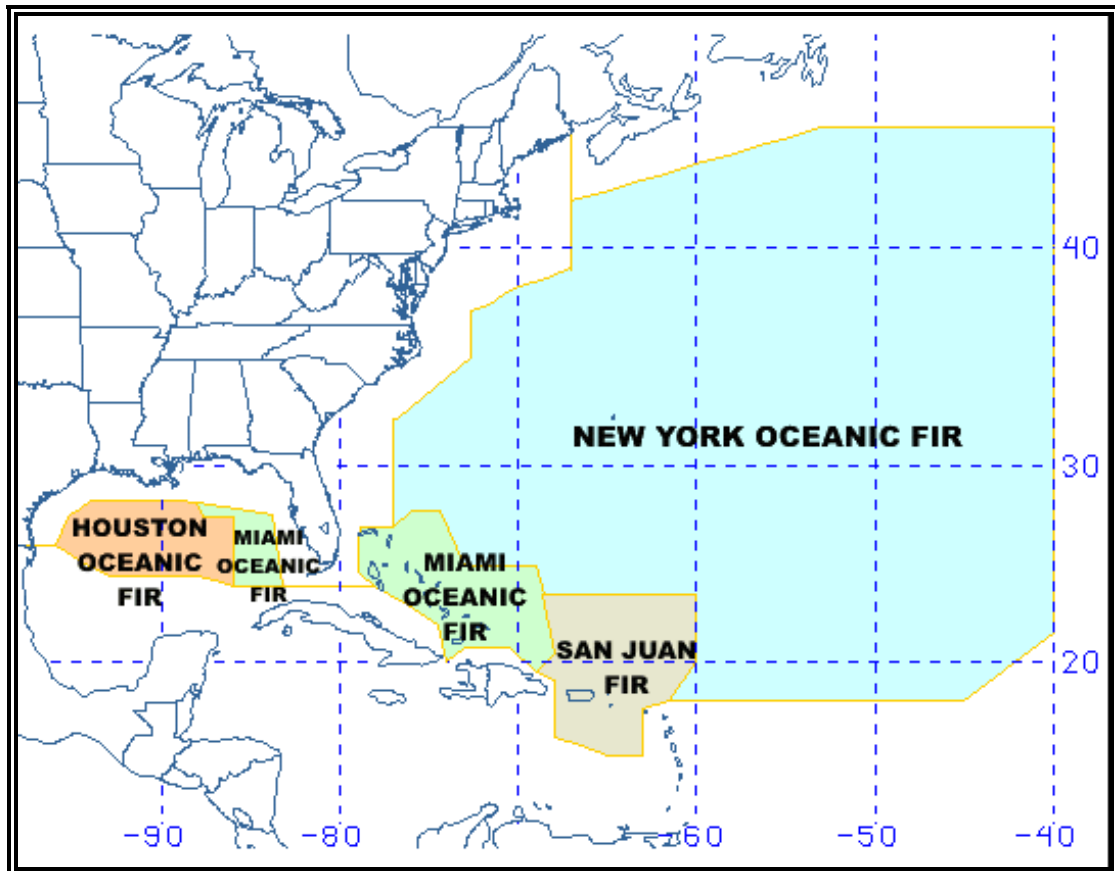 40
NEW YORK OCEANIC FIR
30
HOUSTON
OCEANIC
FIR
MIAMI
OCEANIC
FIR
MIAMI
OCEANIC
FIR
SAN JUAN
FIR
20
-90
-80
-60
-50
-40